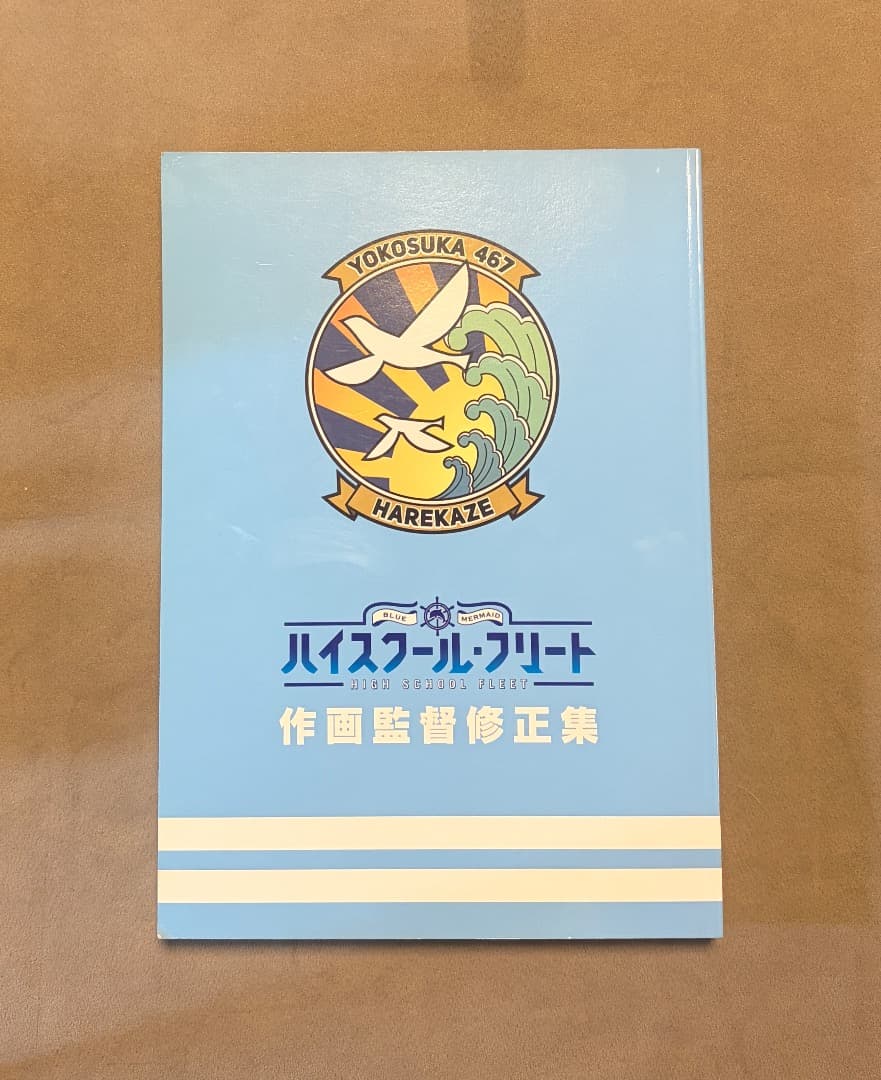 YOKOSUKA 467
HAREKAZE
BLUE MERMAID
ハイスクール・フリート
HIGH SCHOOL FLEET
作画監督修正集